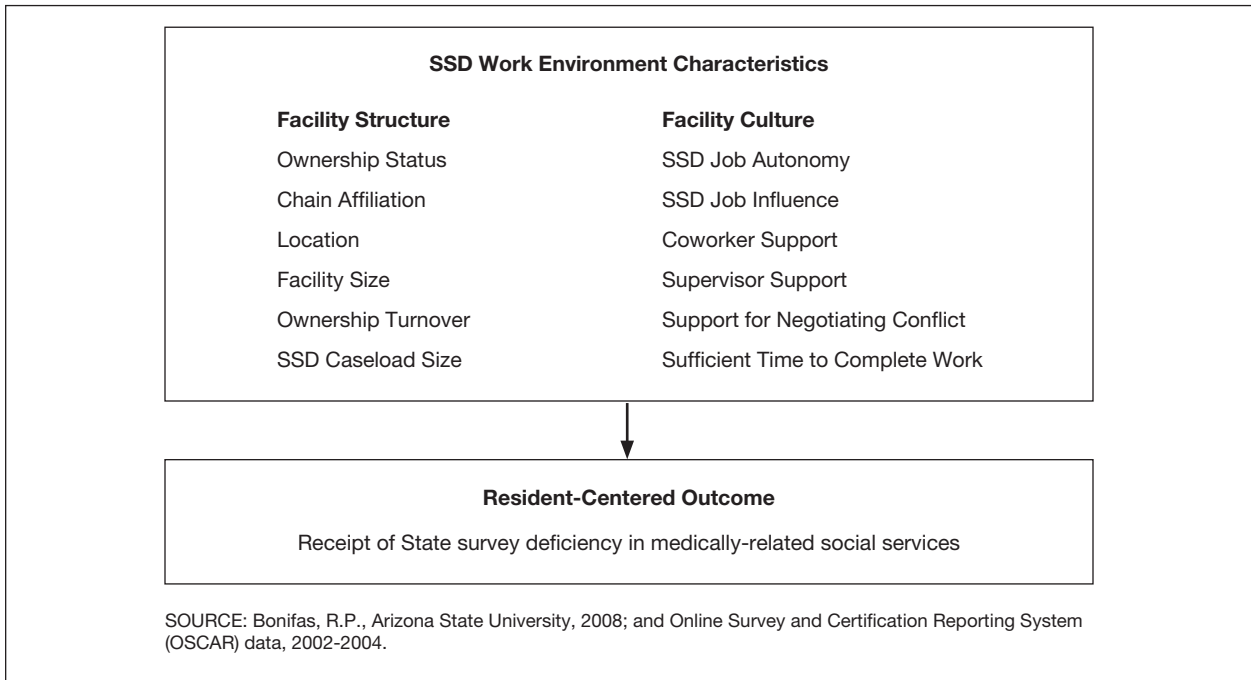 SSD Work Environment Characteristics
Facility Structure
Ownership Status
Chain Affiliation
Location
Facility Size
Ownership Turnover
SSD Caseload Size
Facility Culture
SSD Job Autonomy
SSD Job Influence
Coworker Support
Supervisor Support
Support for Negotiating Conflict
Sufficient Time to Complete Work
Resident-Centered Outcome
Receipt of State survey deficiency in medically-related social services
SOURCE: Bonifas, R.P., Arizona State University, 2008; and Online Survey and Certification Reporting System
(OSCAR) data, 2002-2004.